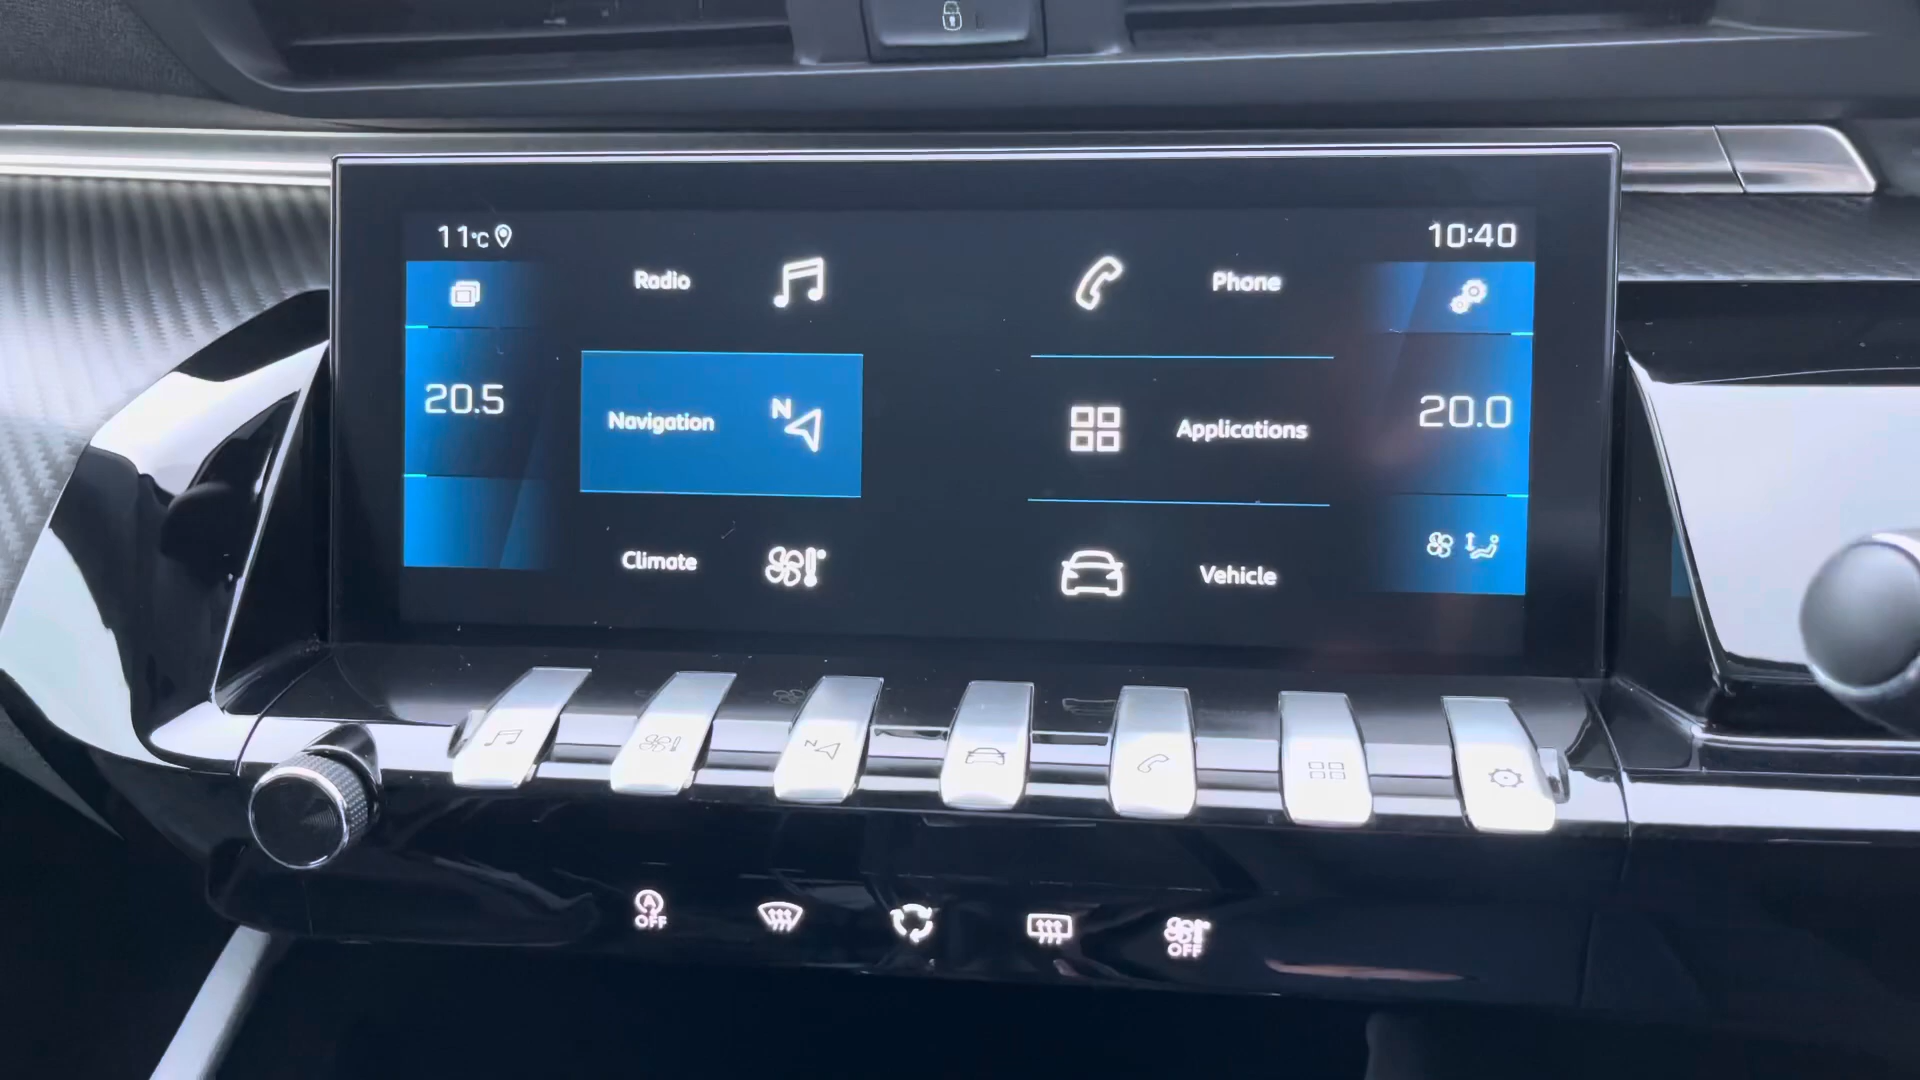 11°C
10:40
Radio
Phone
20.5
20.0
Navigation
N
Applications
Climate
Vehicle
N
A
OFF
OFF